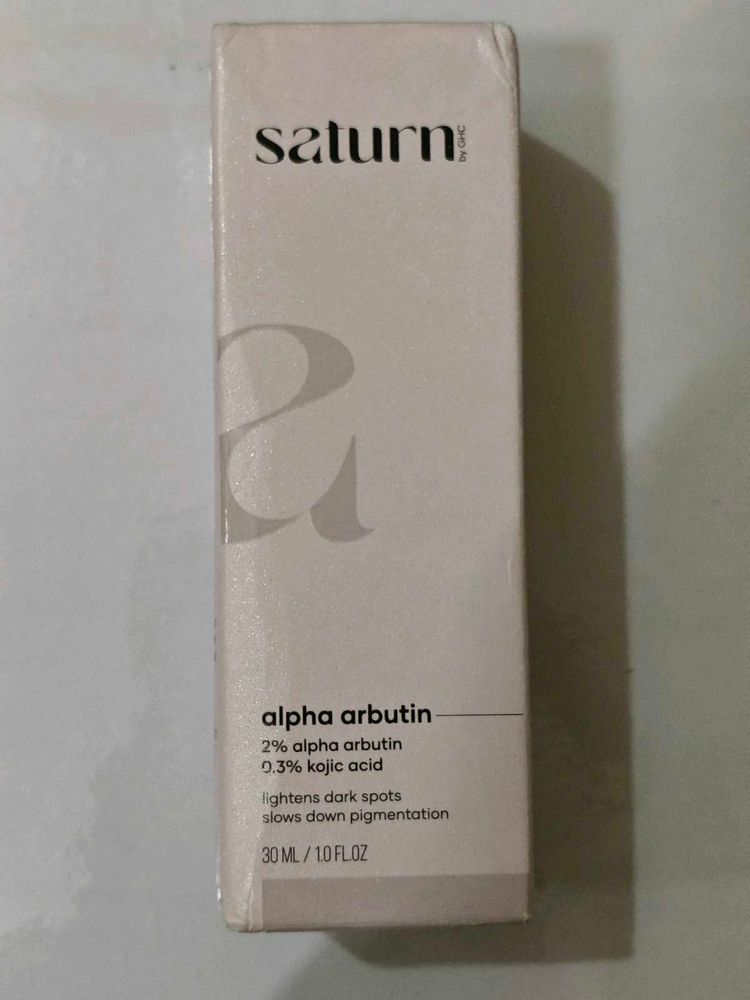 saturn
by GHC
a
alpha arbutin
2% alpha arbutin
0.3% kojic acid
lightens dark spots
slows down pigmentation
30 ML / 1.0 FL.OZ